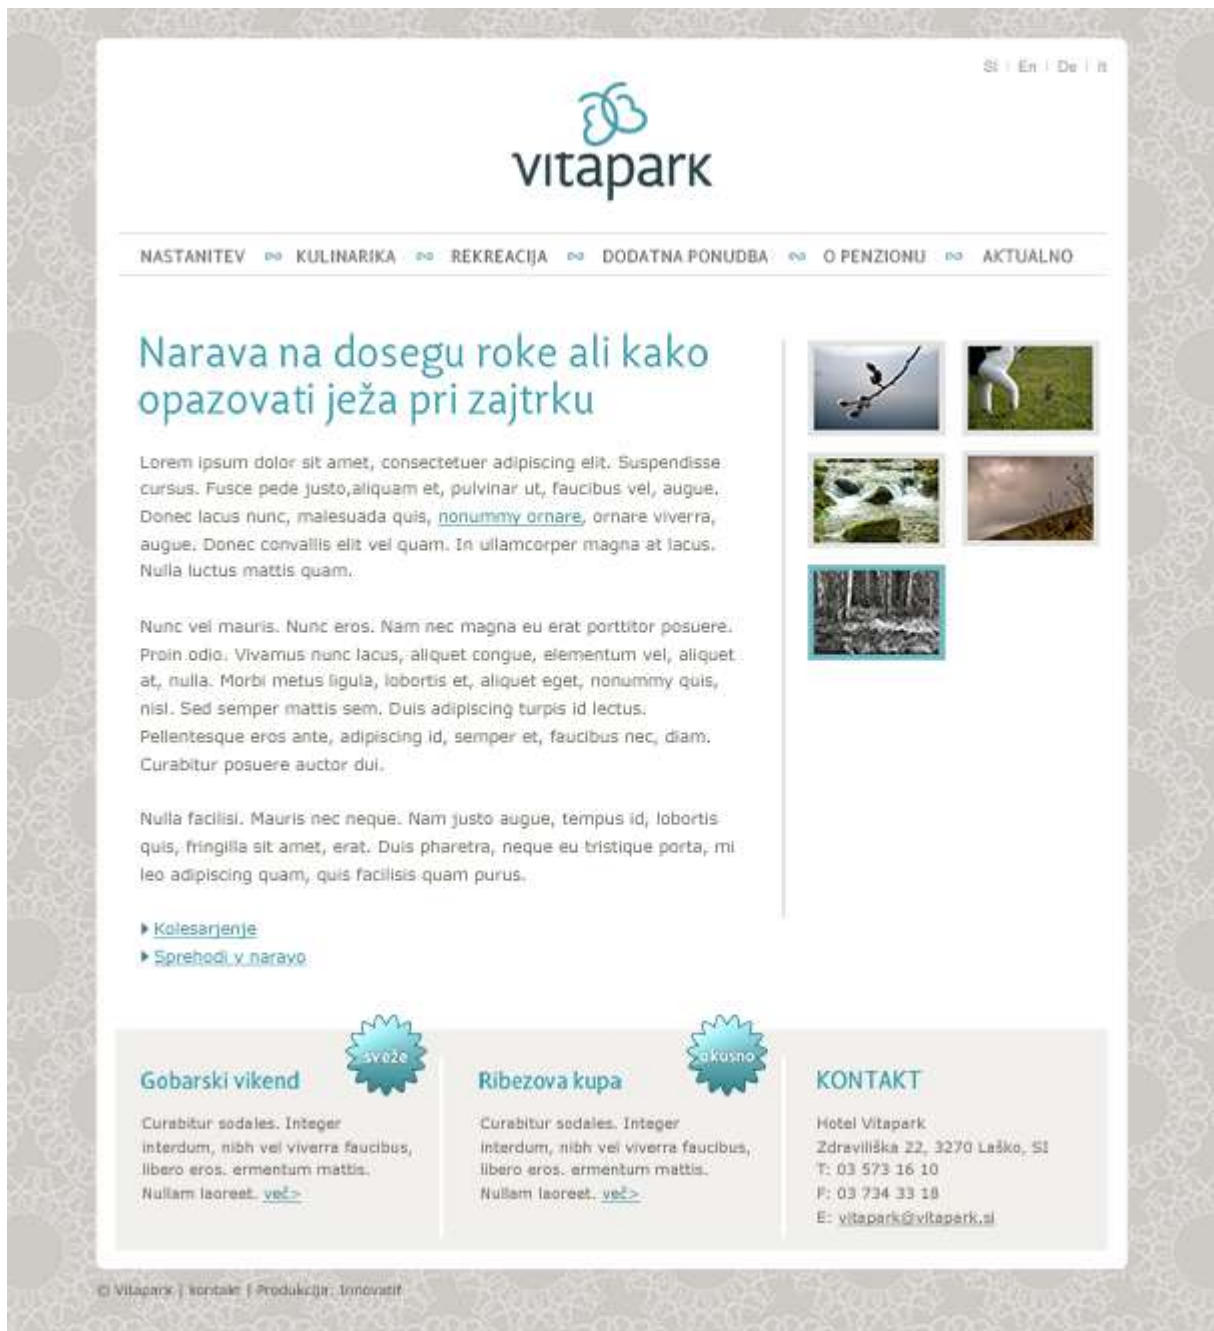 Sl | En | De | It
vitapark
NASTANITEV KULINARIKA REKREACIJA DODATNA PONUDBA O PENZIONU AKTUALNO
Narava na dosegu roke ali kako
opazovati ježa pri zajtrku
Lorem ipsum dolor sit amet, consectetuer adipiscing elit. Suspendisse
cursus. Fusce pede justo,aliquam et, pulvinar ut, faucibus vel, augue.
Donec lacus nunc, malesuada quis, nonummy ornare, ornare viverra,
augue. Donec convallis elit vel quam. In ullamcorper magna at lacus.
Nulla luctus mattis quam.
Nunc vel mauris. Nunc eros. Nam nec magna eu erat porttitor posuere.
Proin odio. Vivamus nunc lacus, aliquet congue, elementum vel, aliquet
at, nulla. Morbi metus ligula, lobortis et, aliquet eget, nonummy quis,
nisl. Sed semper mattis sem. Duis adipiscing turpis id lectus.
Pellentesque eros ante, adipiscing id, semper et, faucibus nec, diam.
Curabitur posuere auctor dui.
Nulla facilisi. Mauris nec neque. Nam justo augue, tempus id, lobortis
quis, fringilla sit amet, erat. Duis pharetra, neque eu tristique porta, mi
leo adipiscing quam, quis facilisis quam purus.
Kolesarjenje
Sprehodi v naravo
sveže
Gobarski vikend
Curabitur sodales. Integer
interdum, nibh vel viverra faucibus,
libero eros. ermentum mattis.
Nullam laoreet. več>
okusno
Ribezova kupa
Curabitur sodales. Integer
interdum, nibh vel viverra faucibus,
libero eros. ermentum mattis.
Nullam laoreet. več>
KONTAKT
Hotel Vitapark
Zdraviliška 22, 3270 Laško, SI
T: 03 573 16 10
F: 03 734 33 18
E: vitapark@vitapark.si
© Vitapark | kontakt | Produkcija: Innovatif